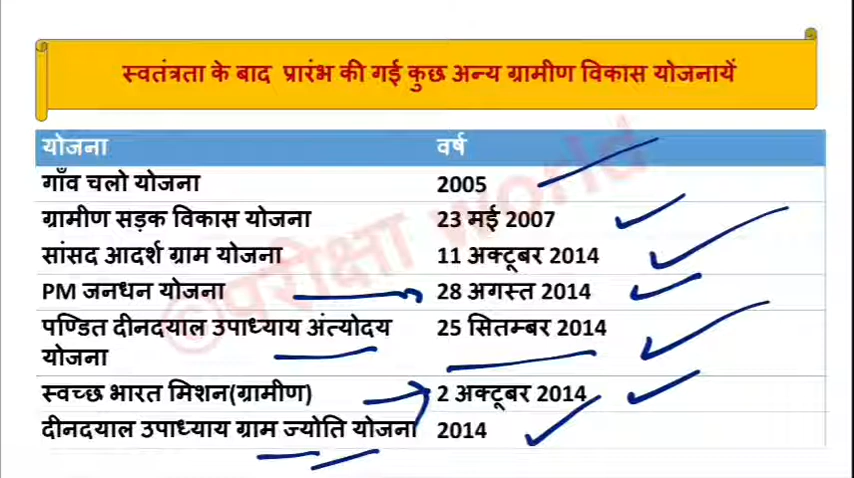 स्वतंत्रता के बाद प्रारंभ की गई कुछ अन्य ग्रामीण विकास योजनायें
योजना वर्ष
गाँव चलो योजना 2005
ग्रामीण सड़क विकास योजना 23 मई 2007
सांसद आदर्श ग्राम योजना 11 अक्टूबर 2014
PM जनधन योजना 28 अगस्त 2014
पण्डित दीनदयाल उपाध्याय अंत्योदय 25 सितम्बर 2014
योजना
स्वच्छ भारत मिशन(ग्रामीण) 2 अक्टूबर 2014
दीनदयाल उपाध्याय ग्राम ज्योति योजना 2014
©परीक्षा world